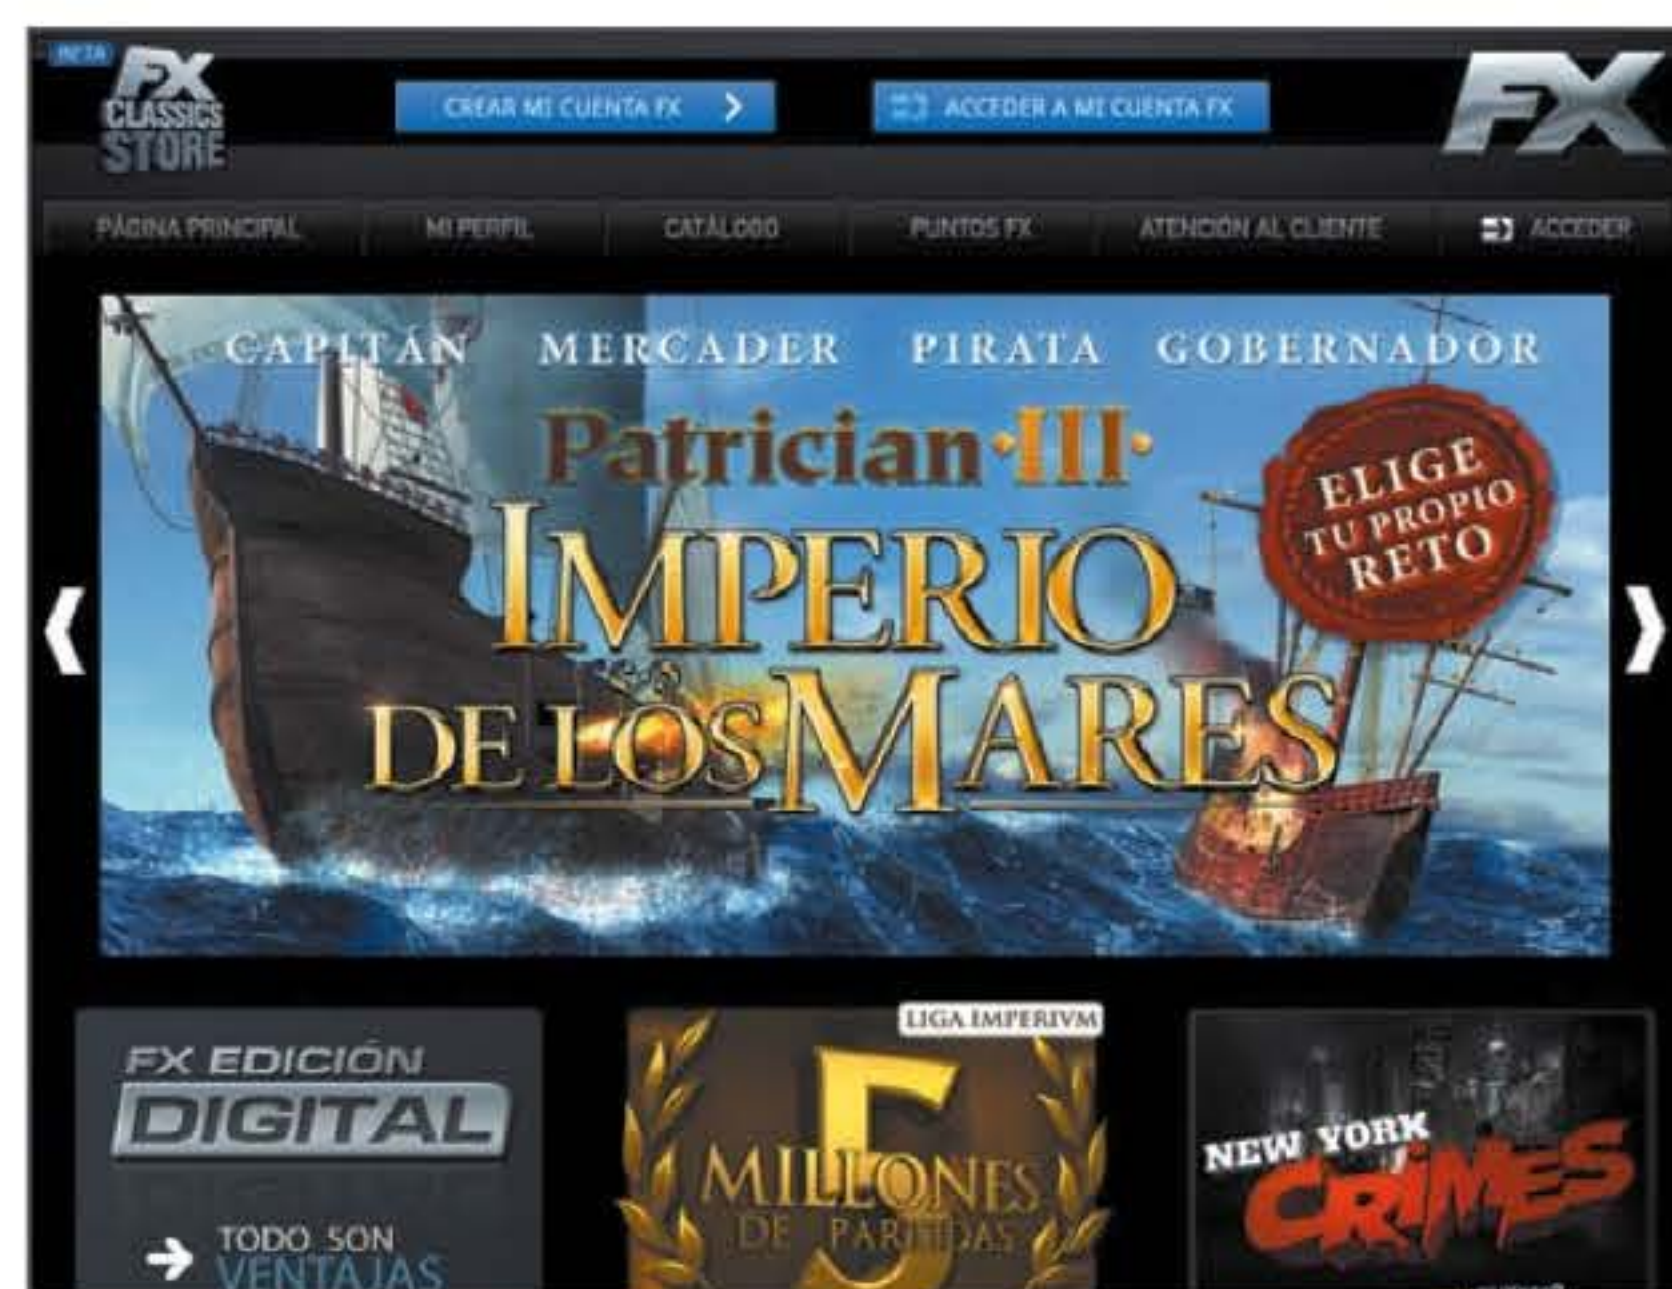 BETA
FX
CLASSICS
STORE
CREAR MI CUENTA FX
ACCEDER A MI CUENTA FX
FX
PÁGINA PRINCIPAL
MI PERFIL
CATÁLOGO
PUNTOS FX
ATENCIÓN AL CLIENTE
ACCEDER
CAPITÁN MERCADER PIRATA GOBERNADOR
Patrician III
IMPERIO
DE LOS MARES
ELIGE
TU PROPIO
RETO
FX EDICIÓN
DIGITAL
TODO SON
VENTAJAS
LIGA IMPERIVM
5
MILLONES
DE PARTIDAS
NEW YORK
CRIMES